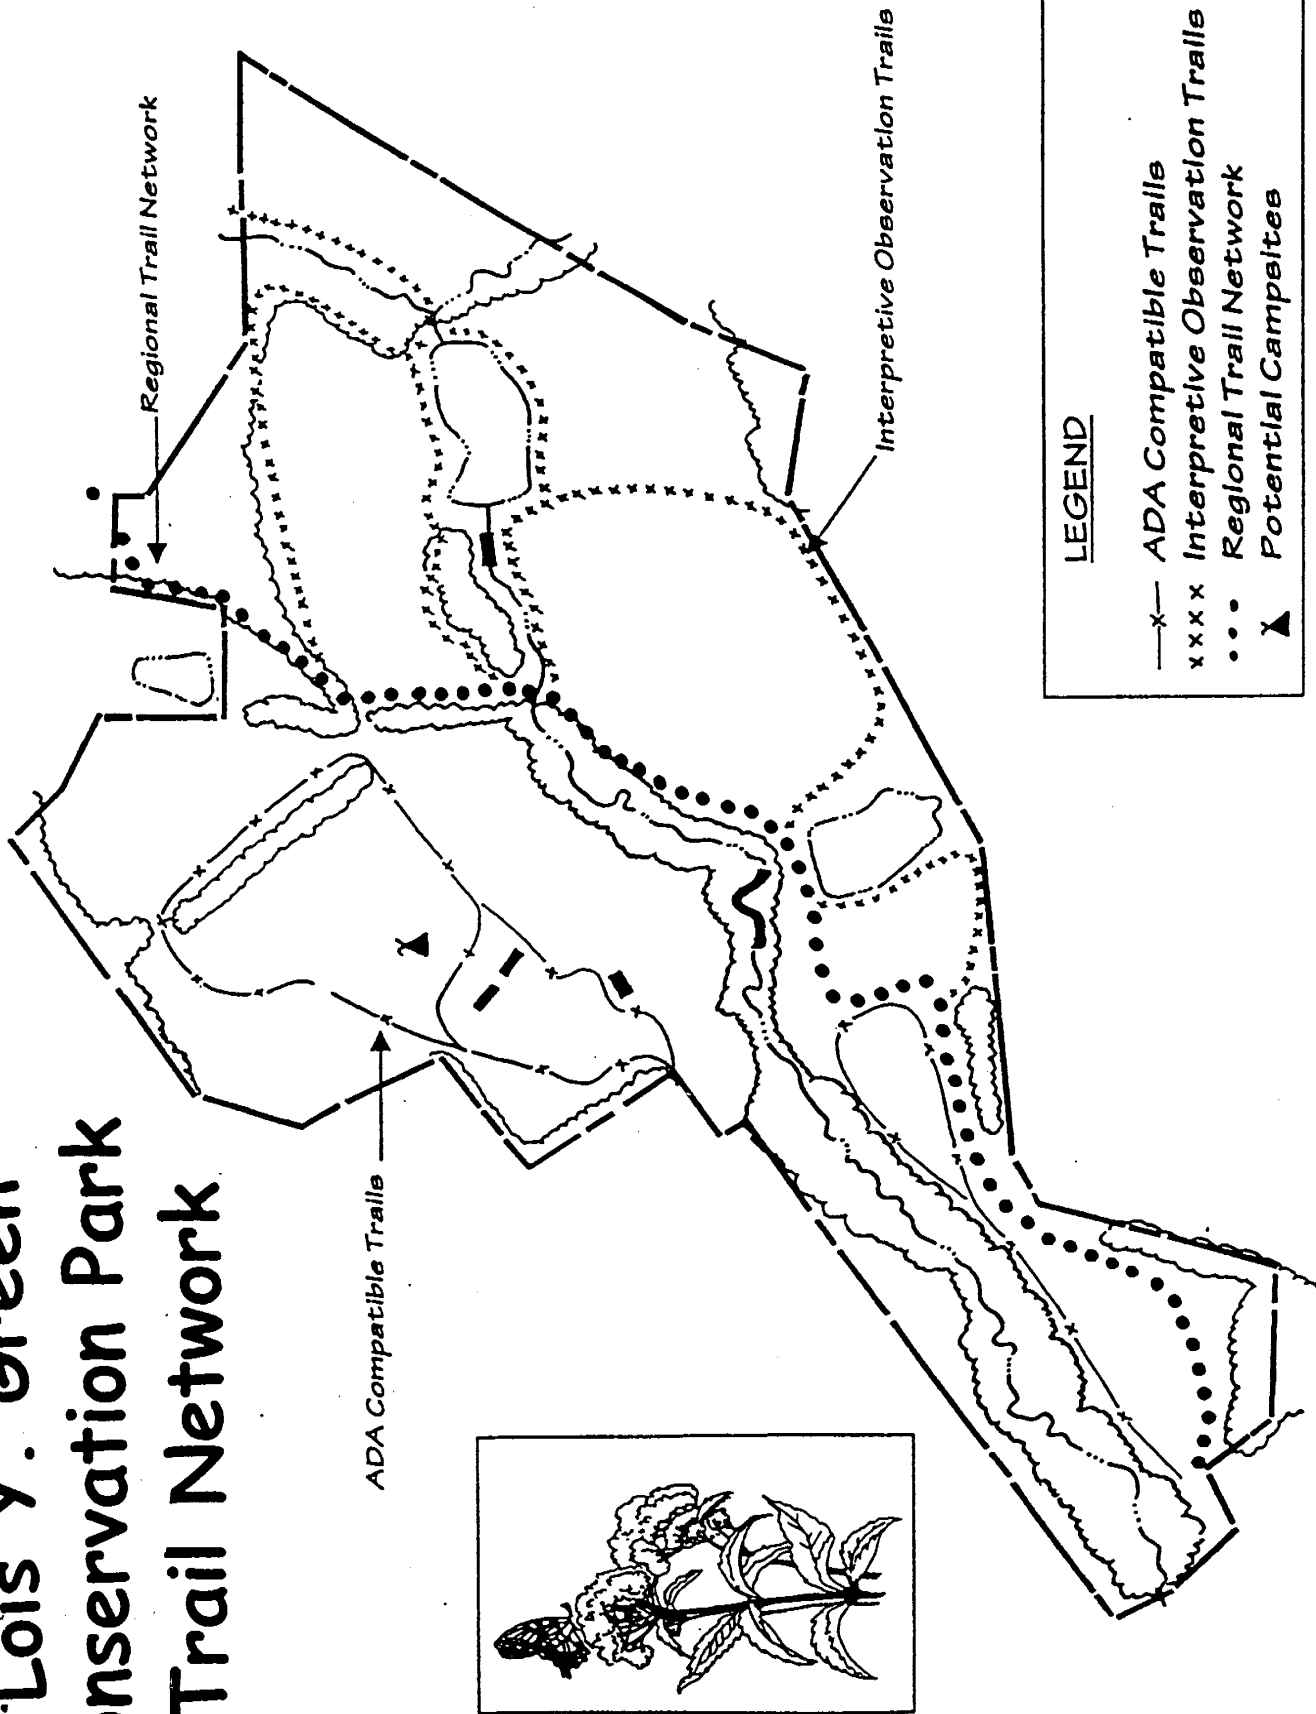 Lois Y. Green
nservation Park
Trail Network
Regional Trail Network
Interpretive Observation Trails
ADA Compatible Trails
LEGEND
—x— ADA Compatible Trails
x x x x Interpretive Observation Trails
• • • Regional Trail Network
Potential Campsites